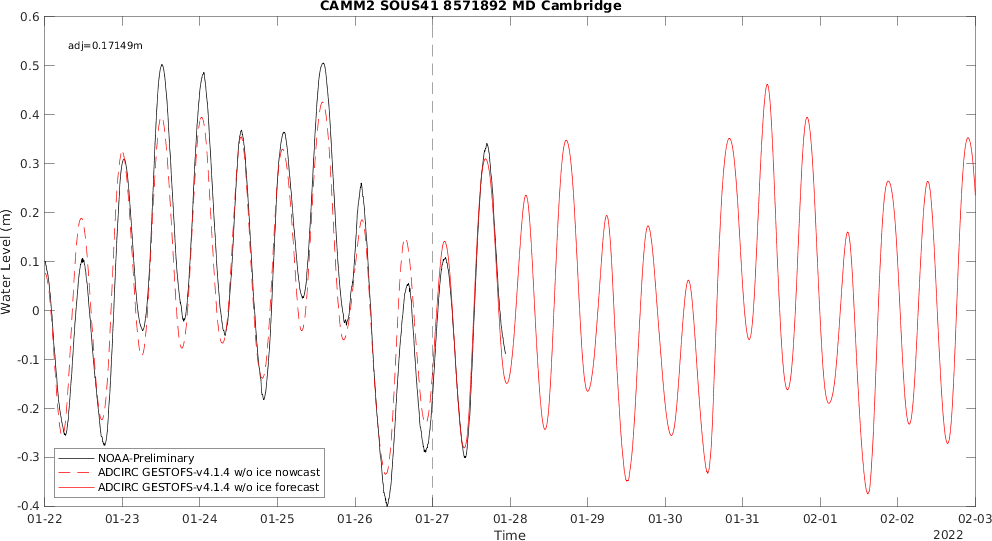 CAMM2 SOUS41 8571892 MD Cambridge
adj=0.17149m
0.6
0.5
0.4
0.3
0.2
0.1
0
-0.1
-0.2
-0.3
-0.4
Water Level (m)
NOAA-Preliminary
ADCIRC GESTOFS-v4.1.4 w/o ice nowcast
ADCIRC GESTOFS-v4.1.4 w/o ice forecast
01-22 01-23 01-24 01-25 01-26 01-27 01-28 01-29 01-30 01-31 02-01 02-02 02-03
Time
2022